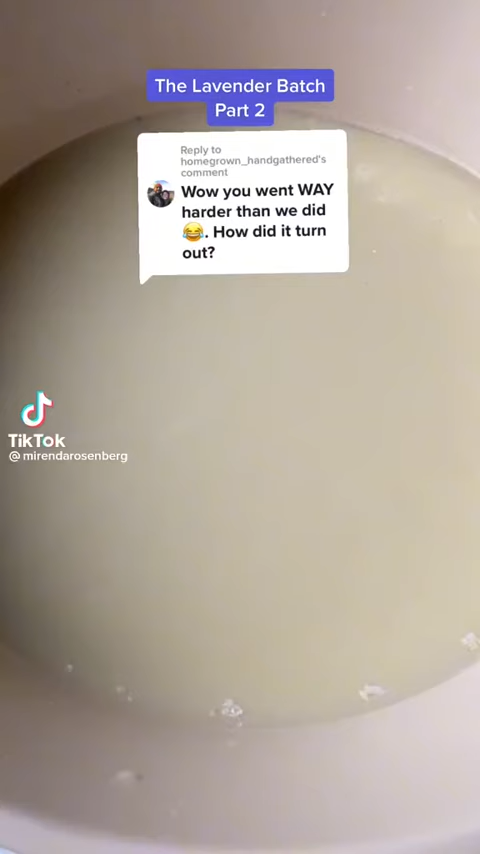 The Lavender Batch
Part 2
Reply to
homegrown_handgathered's
comment
Wow you went WAY
harder than we did
😂. How did it turn
out?
TikTok
@mirendarosenberg